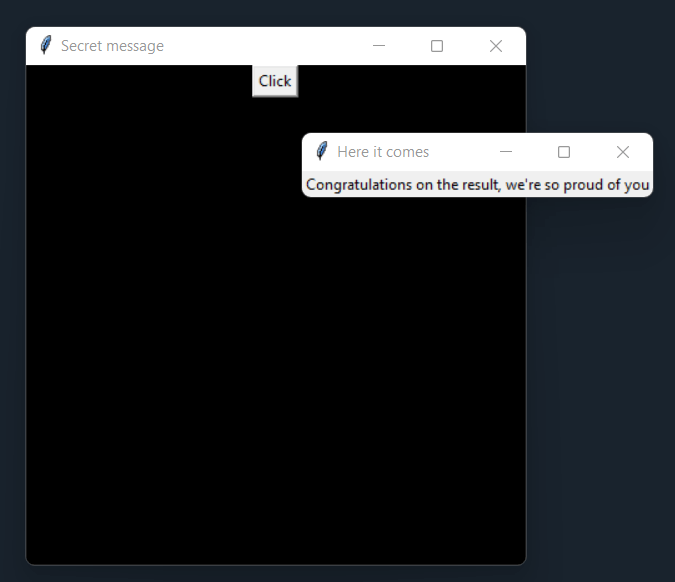 Secret message
Click
Here it comes
Congratulations on the result, we're so proud of you